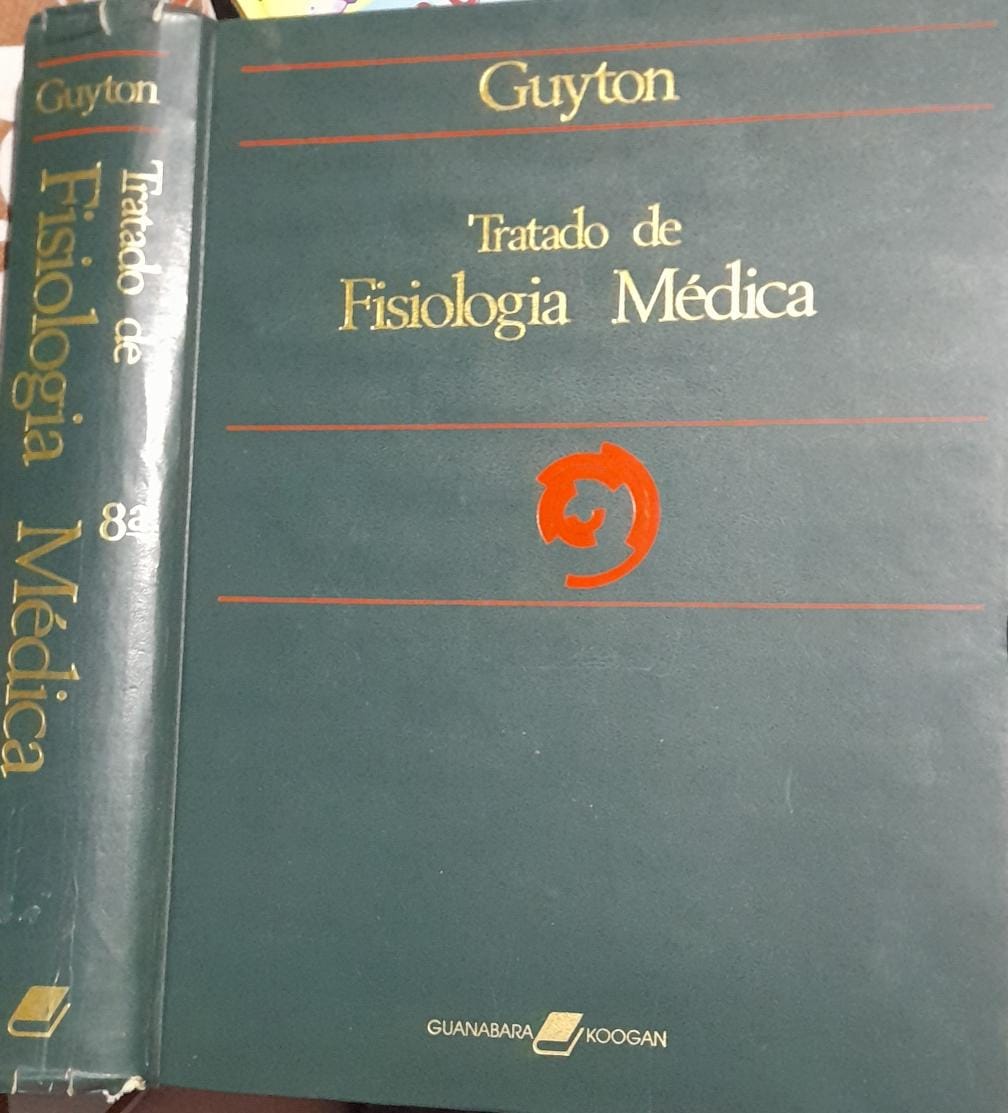 Guyton
Tratado de
Fisiologia Médica
8ª
Guyton
Tratado de
Fisiologia Médica
GUANABARA KOOGAN